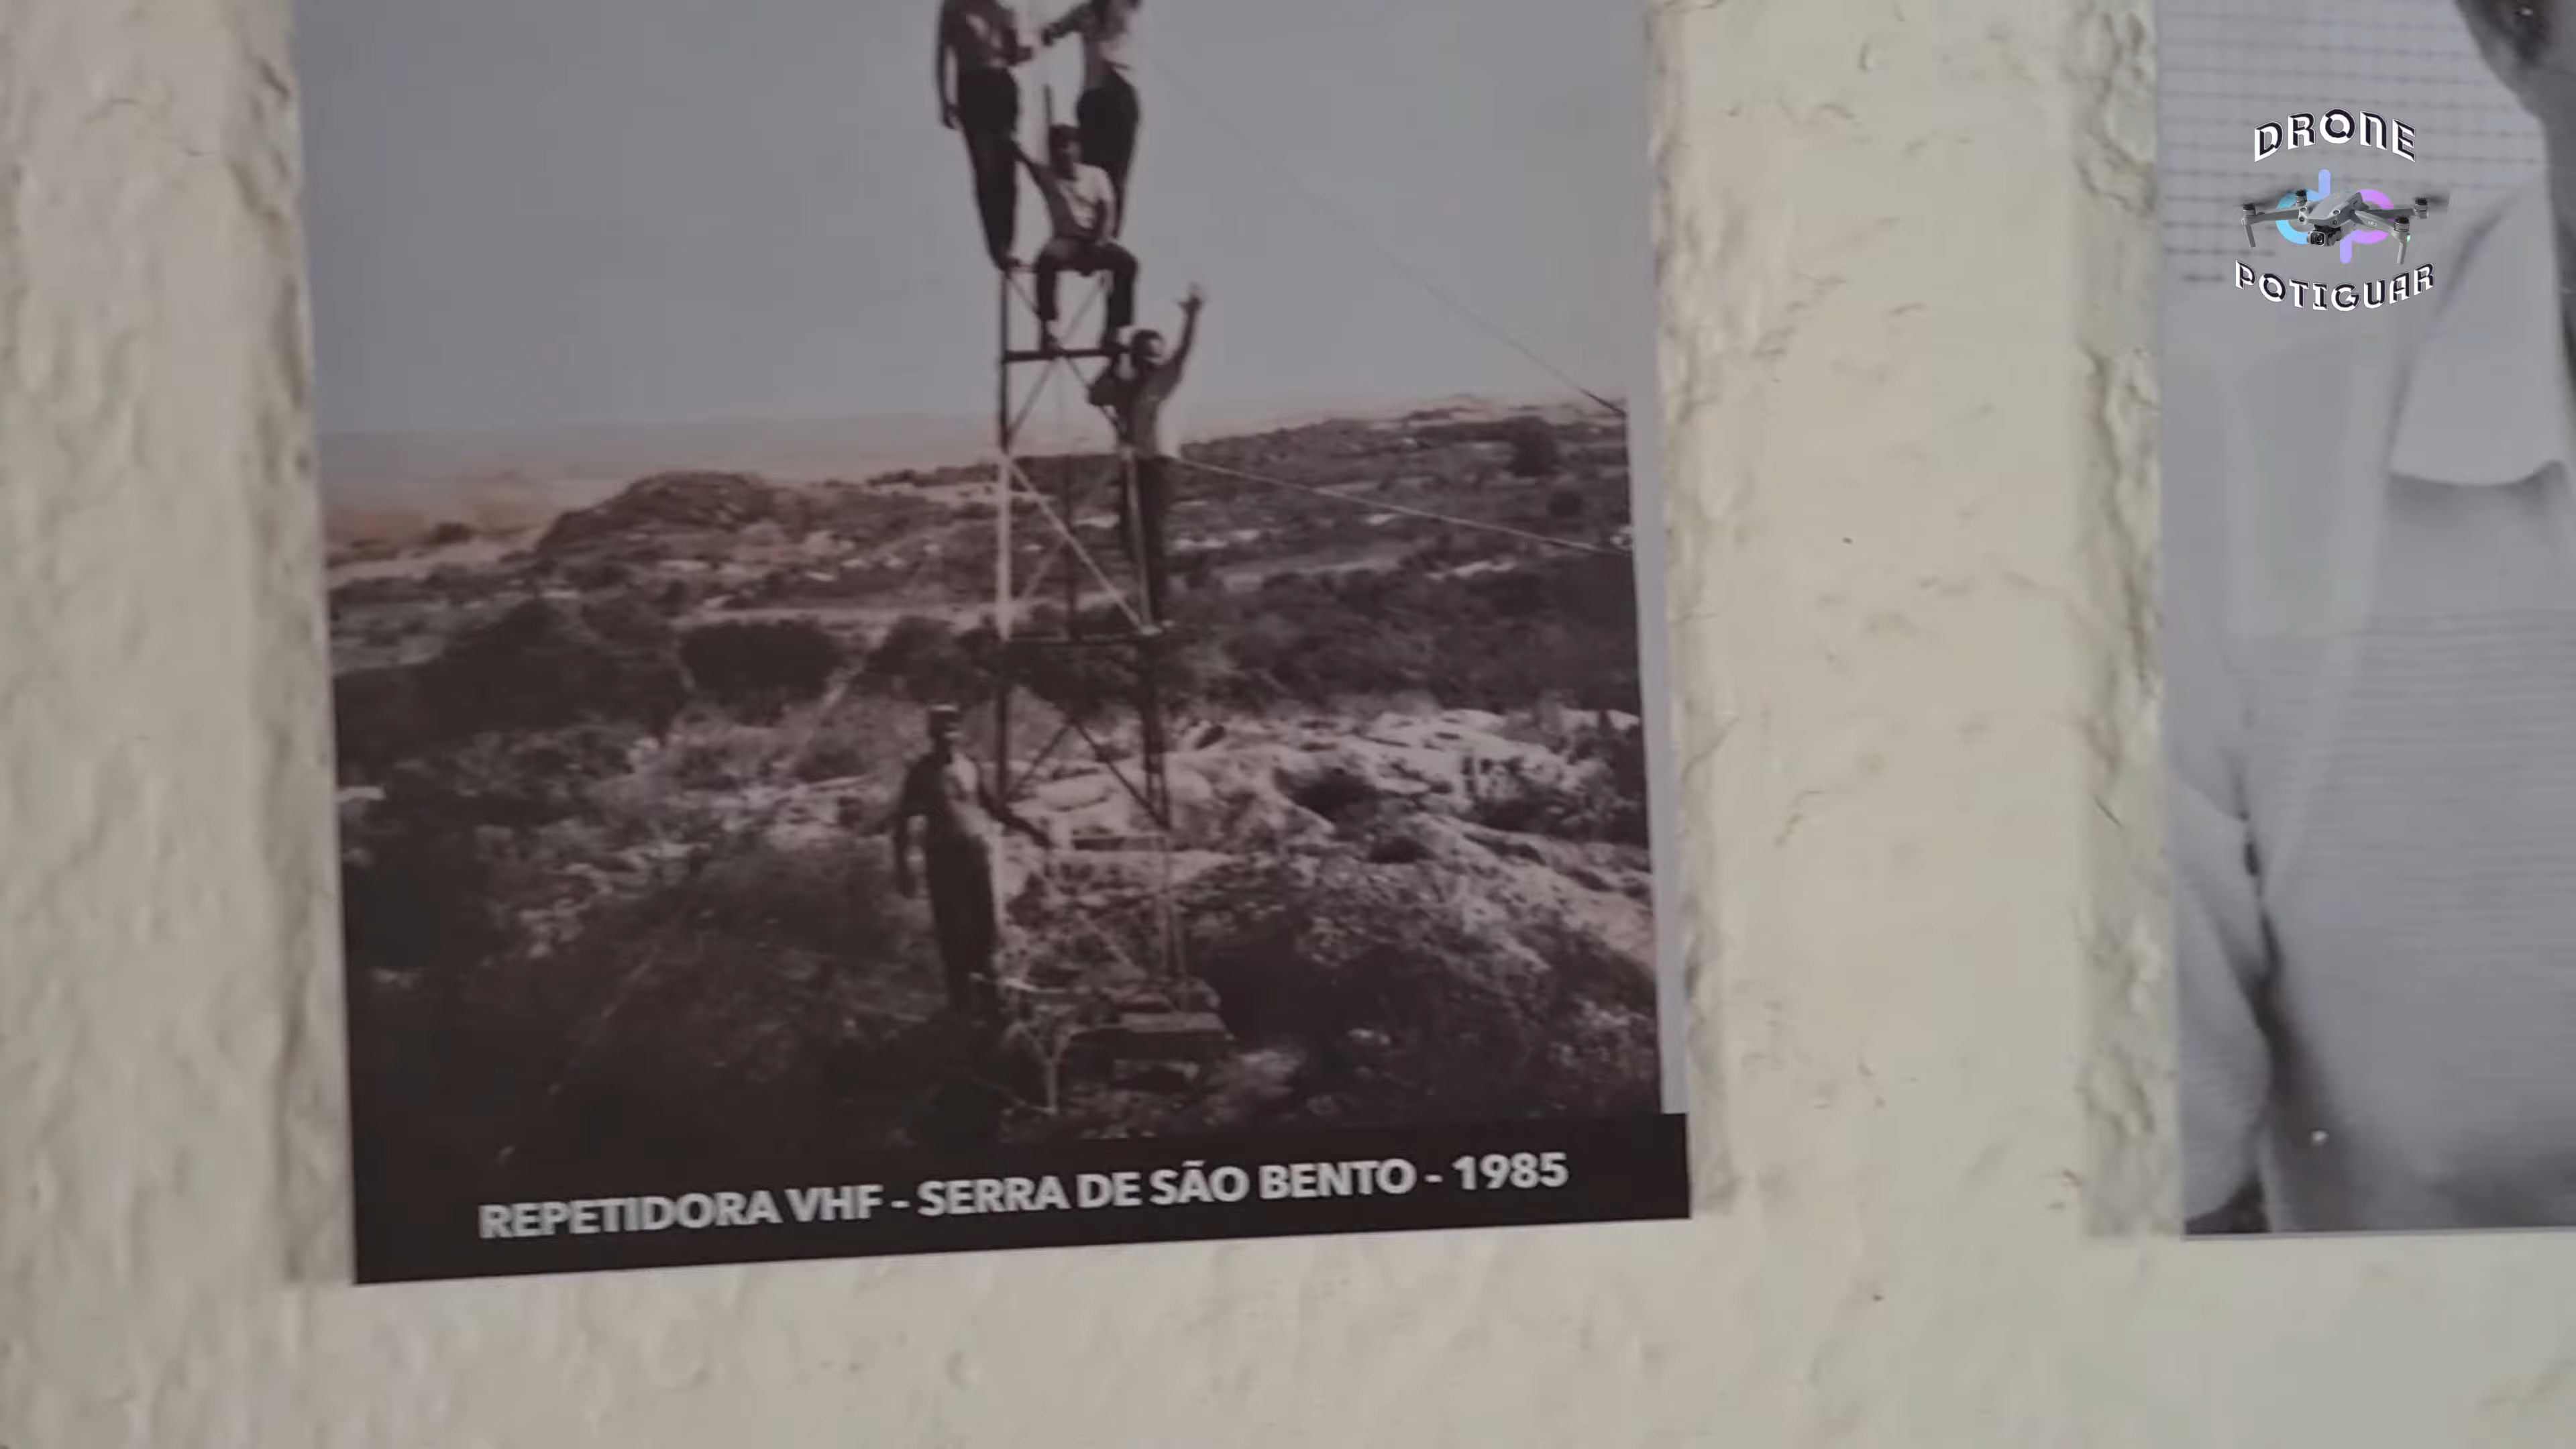 DRONE
POTIGUAR
REPETIDORA VHF - SERRA DE SÃO BENTO - 1985